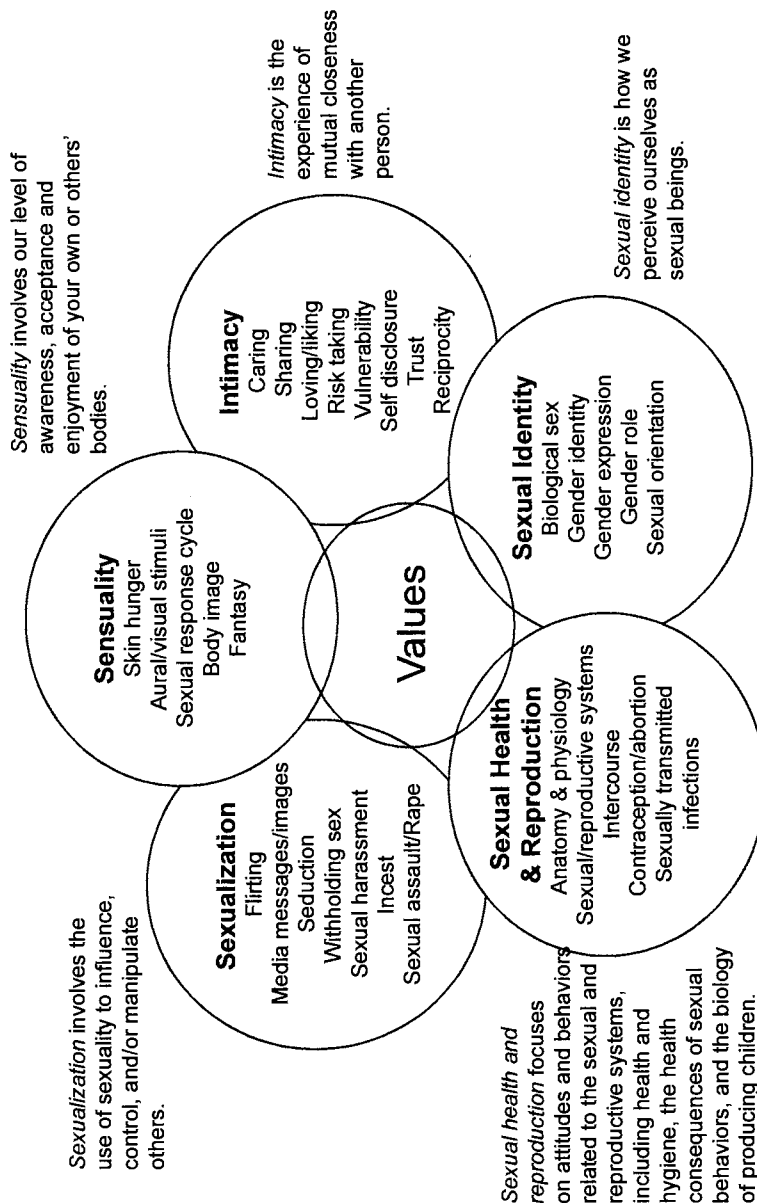 Sensuality involves our level of
awareness, acceptance and
enjoyment of your own or others'
bodies.
Sensuality
Skin hunger
Aural/visual stimuli
Sexual response cycle
Body image
Fantasy
Intimacy is the
experience of
mutual closeness
with another
person.
Intimacy
Caring
Sharing
Loving/liking
Risk taking
Vulnerability
Self disclosure
Trust
Reciprocity
Sexual identity is how we
perceive ourselves as
sexual beings.
Sexual Identity
Biological sex
Gender identity
Gender expression
Gender role
Sexual orientation
Sexual health and
reproduction focuses
on attitudes and behaviors
related to the sexual and
reproductive systems,
including health and
hygiene, the health
consequences of sexual
behaviors, and the biology
of producing children.
Sexual Health
& Reproduction
Anatomy & physiology
Sexual/reproductive systems
Intercourse
Contraception/abortion
Sexually transmitted
infections
Sexualization involves the
use of sexuality to influence,
control, and/or manipulate
others.
Sexualization
Flirting
Media messages/images
Seduction
Withholding sex
Sexual harassment
Incest
Sexual assault/Rape
Values